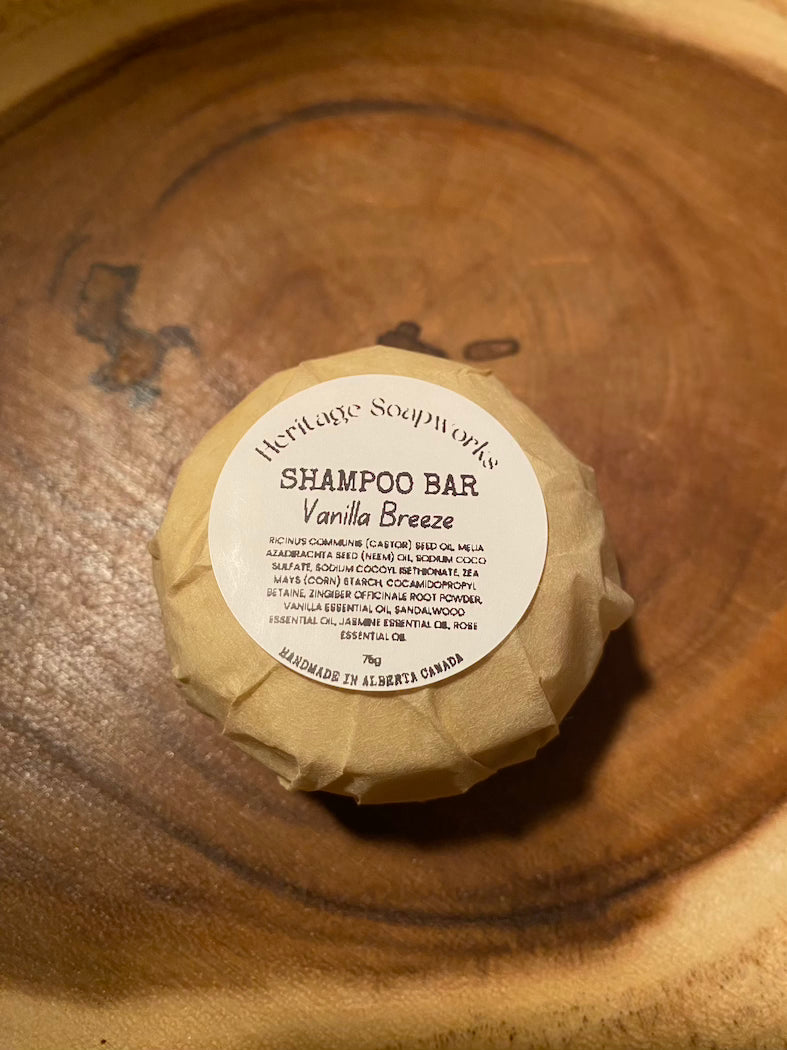 Heritage Soapworks
SHAMPOO BAR
Vanilla Breeze
RICINUS COMMUNIS (CASTOR) SEED OIL, MELIA
AZADIRACHTA SEED (NEEM) OIL, SODIUM COCO
SULFATE, SODIUM COCOYL ISETHIONATE, ZEA
MAYS (CORN) STARCH, COCAMIDOPROPYL
BETAINE, ZINGIBER OFFICINALE ROOT POWDER,
VANILLA ESSENTIAL OIL, SANDALWOOD
ESSENTIAL OIL, JASMINE ESSENTIAL OIL, ROSE
ESSENTIAL OIL
75g
HANDMADE IN ALBERTA CANADA